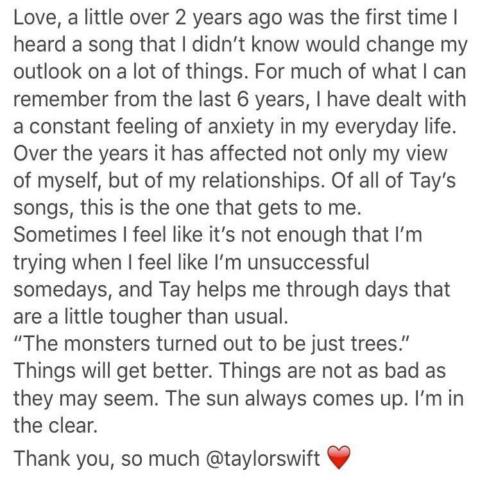 Love, a little over 2 years ago was the first time I
heard a song that I didn’t know would change my
outlook on a lot of things. For much of what I can
remember from the last 6 years, I have dealt with
a constant feeling of anxiety in my everyday life.
Over the years it has affected not only my view
of myself, but of my relationships. Of all of Tay’s
songs, this is the one that gets to me.
Sometimes I feel like it’s not enough that I’m
trying when I feel like I’m unsuccessful
somedays, and Tay helps me through days that
are a little tougher than usual.
“The monsters turned out to be just trees.”
Things will get better. Things are not as bad as
they may seem. The sun always comes up. I’m in
the clear.
Thank you, so much @taylorswift ❤️